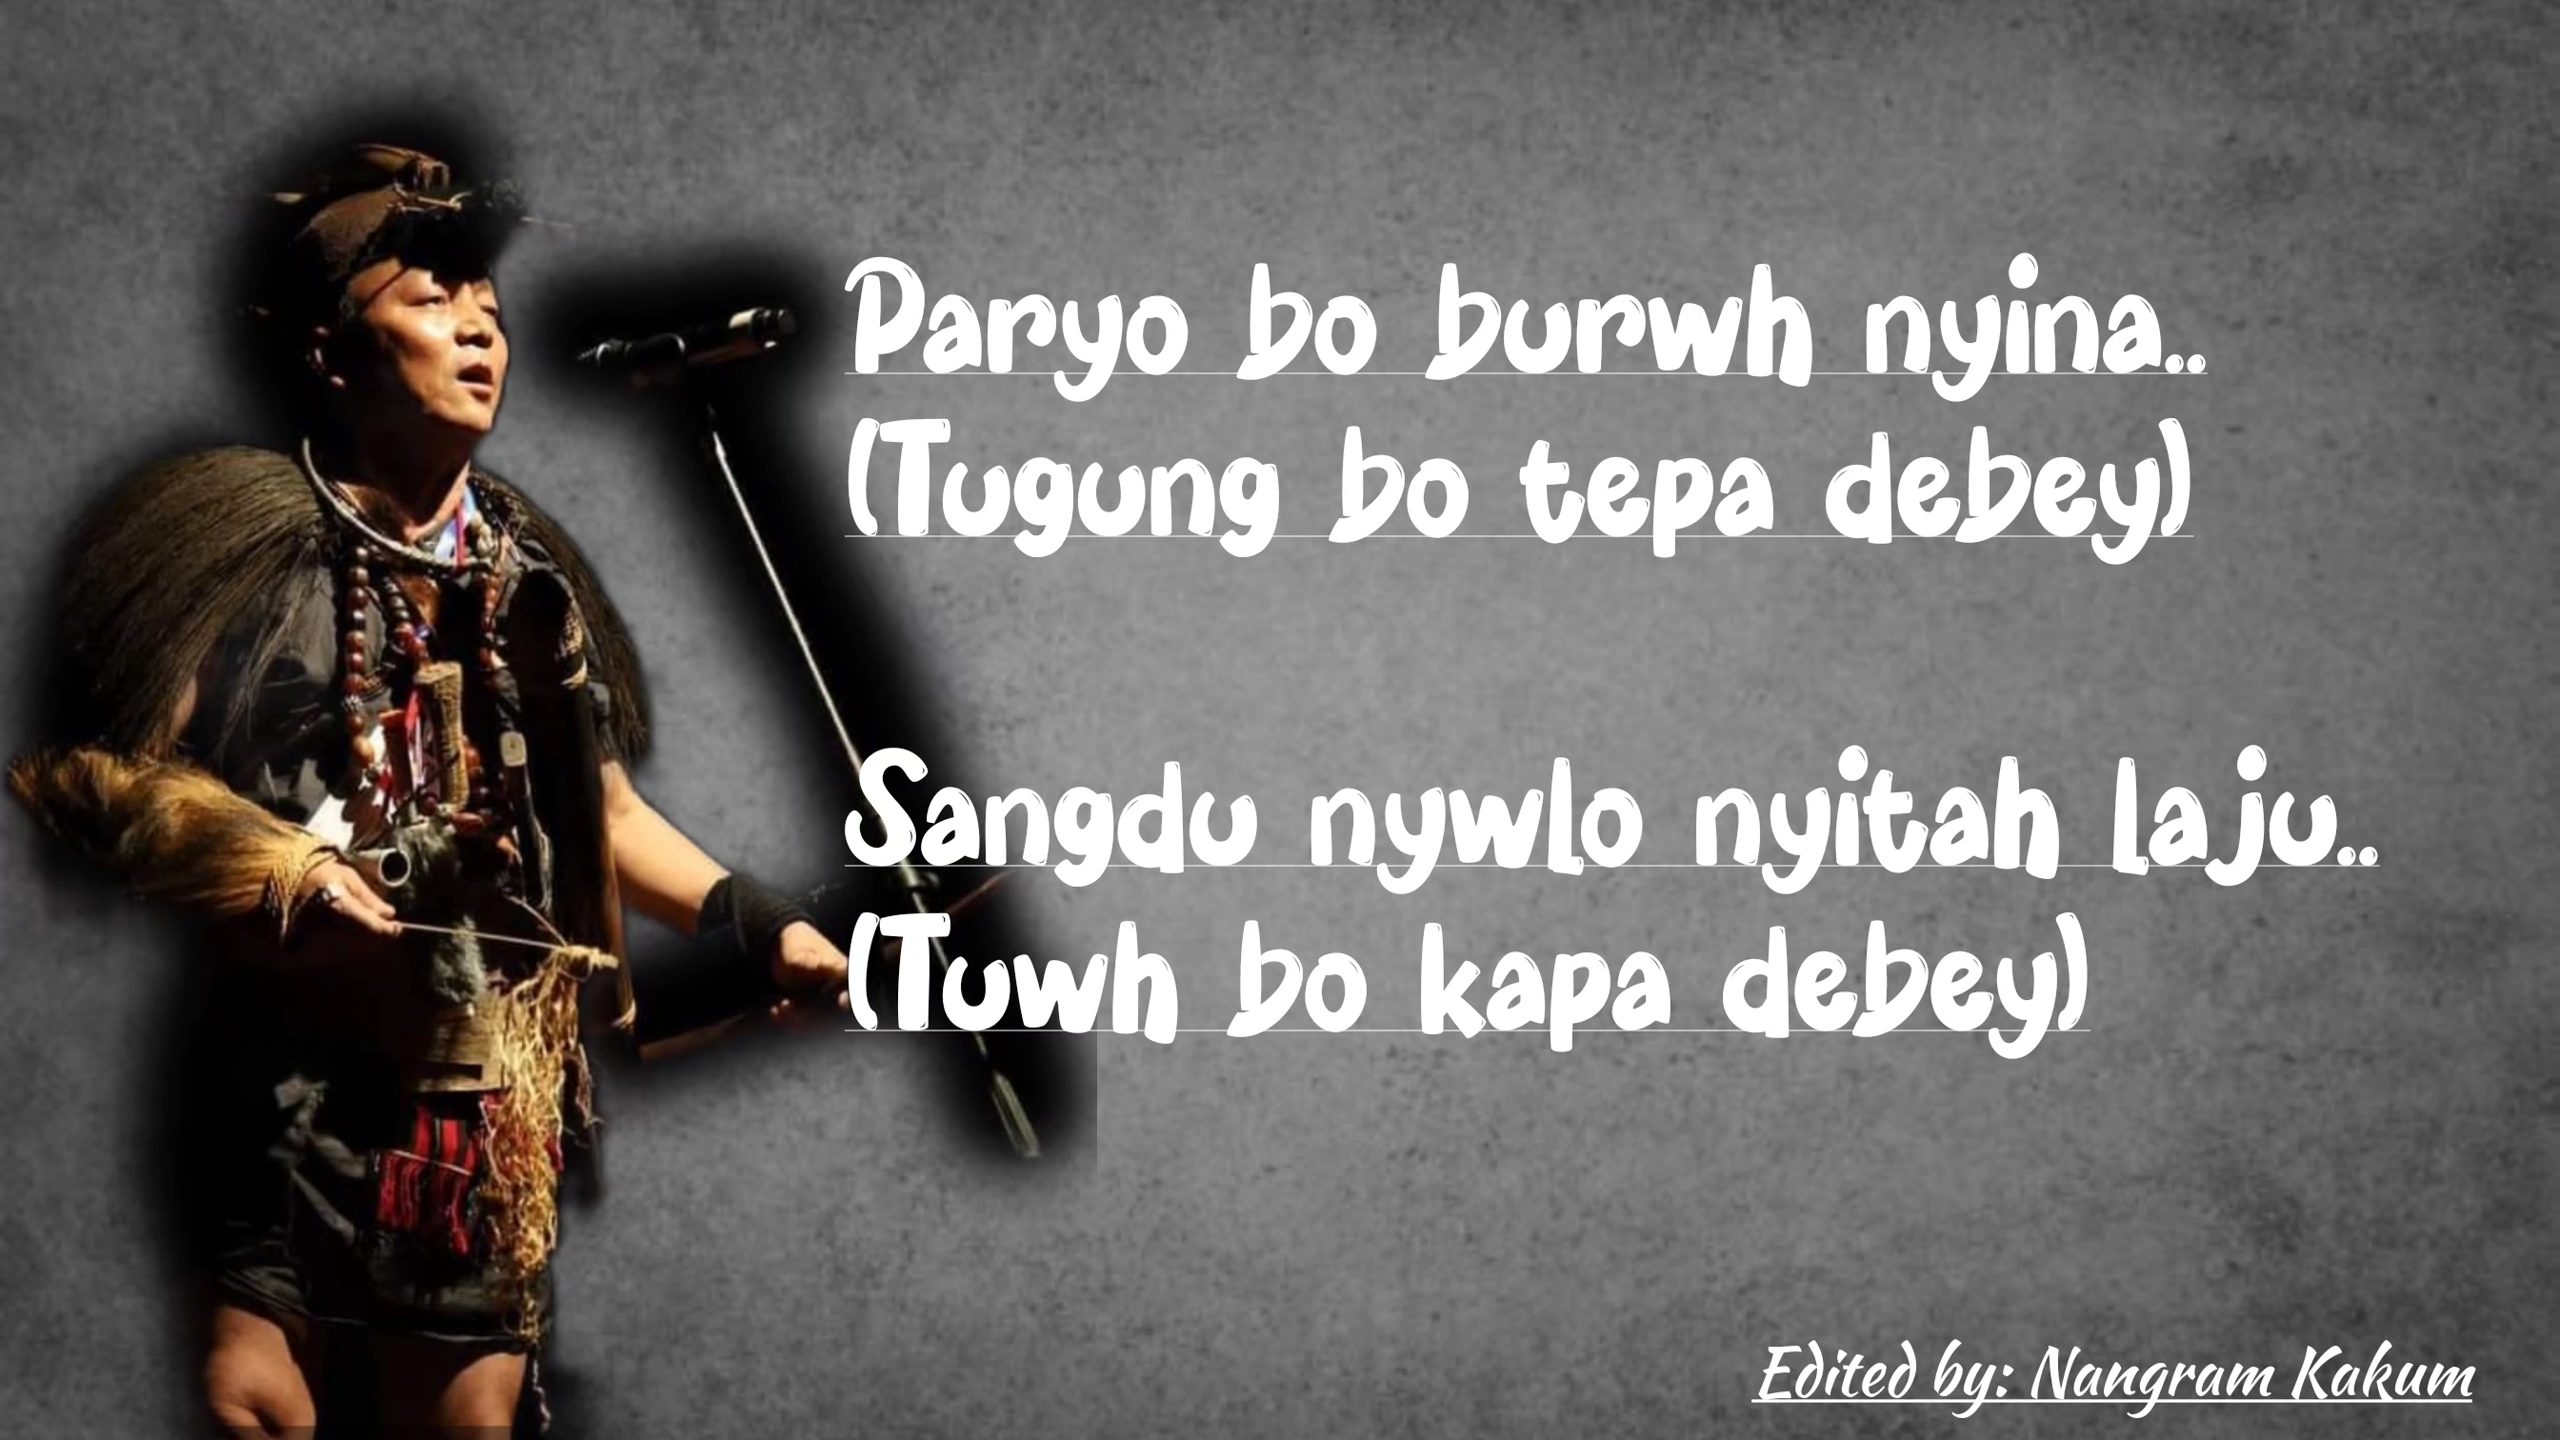 Paryo bo burwh nyina..
(Tugung bo tepa debey)
Sangdu nywlo nyitah laju..
(Tuwh bo kapa debey)
Edited by: Nangram Kakum